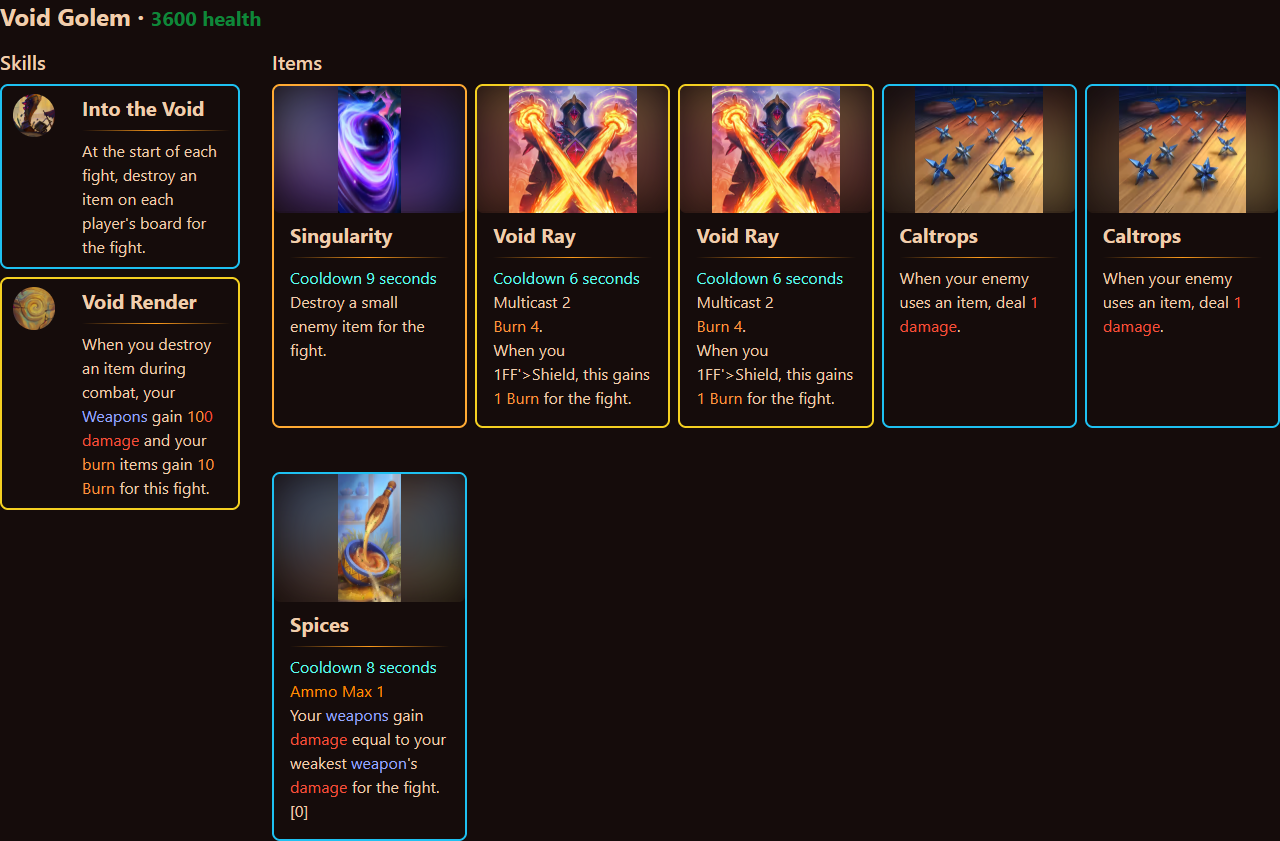 Void Golem · 3600 health
Skills
Into the Void
At the start of each
fight, destroy an
item on each
player's board for
the fight.
Void Render
When you destroy
an item during
combat, your
Weapons gain 100
damage and your
burn items gain 10
Burn for this fight.
Items
Singularity
Cooldown 9 seconds
Destroy a small
enemy item for the
fight.
Void Ray
Cooldown 6 seconds
Multicast 2
Burn 4.
When you
1FF'>Shield, this gains
1 Burn for the fight.
Void Ray
Cooldown 6 seconds
Multicast 2
Burn 4.
When you
1FF'>Shield, this gains
1 Burn for the fight.
Caltrops
When your enemy
uses an item, deal 1
damage.
Caltrops
When your enemy
uses an item, deal 1
damage.
Spices
Cooldown 8 seconds
Ammo Max 1
Your weapons gain
damage equal to your
weakest weapon's
damage for the fight.
[0]